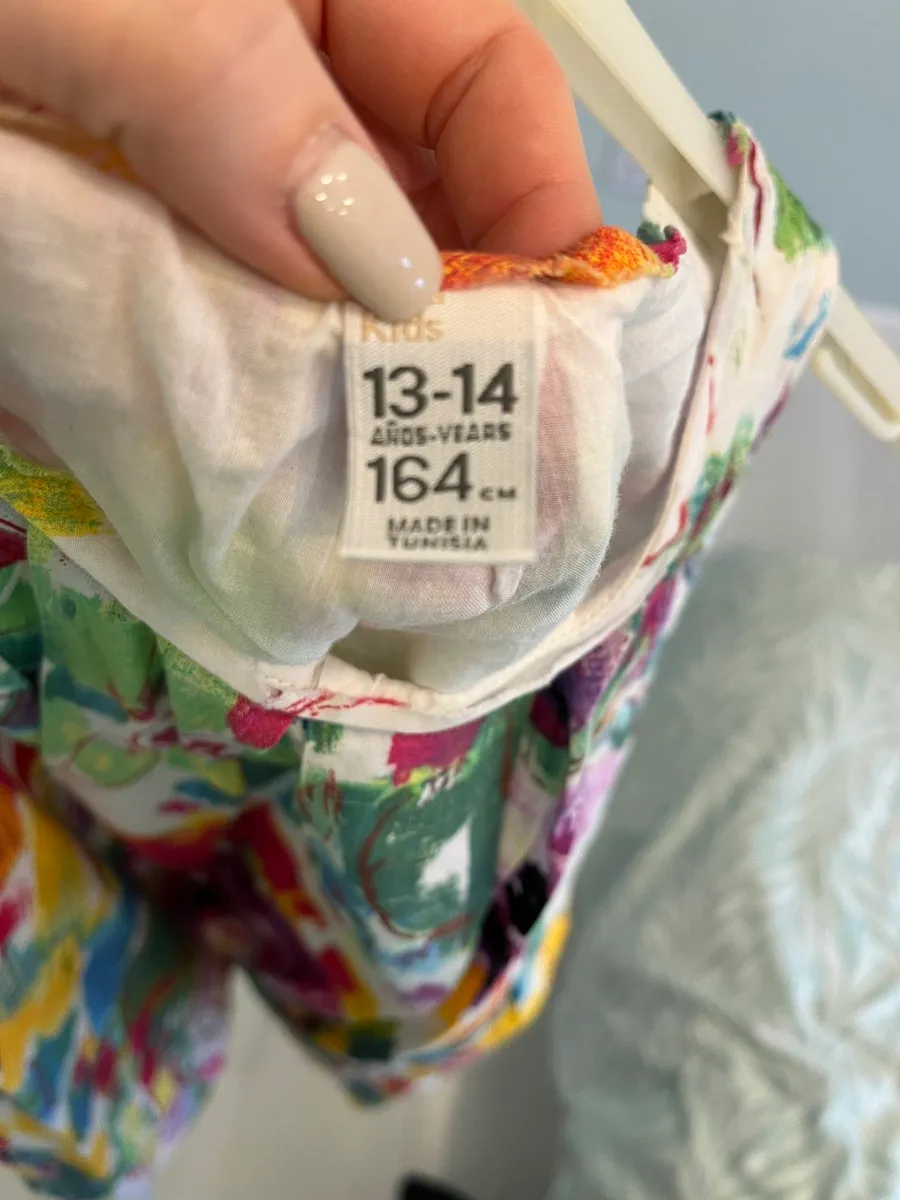 Kids
13-14
AÑOS-YEARS
164 CM
MADE IN
TUNISIA